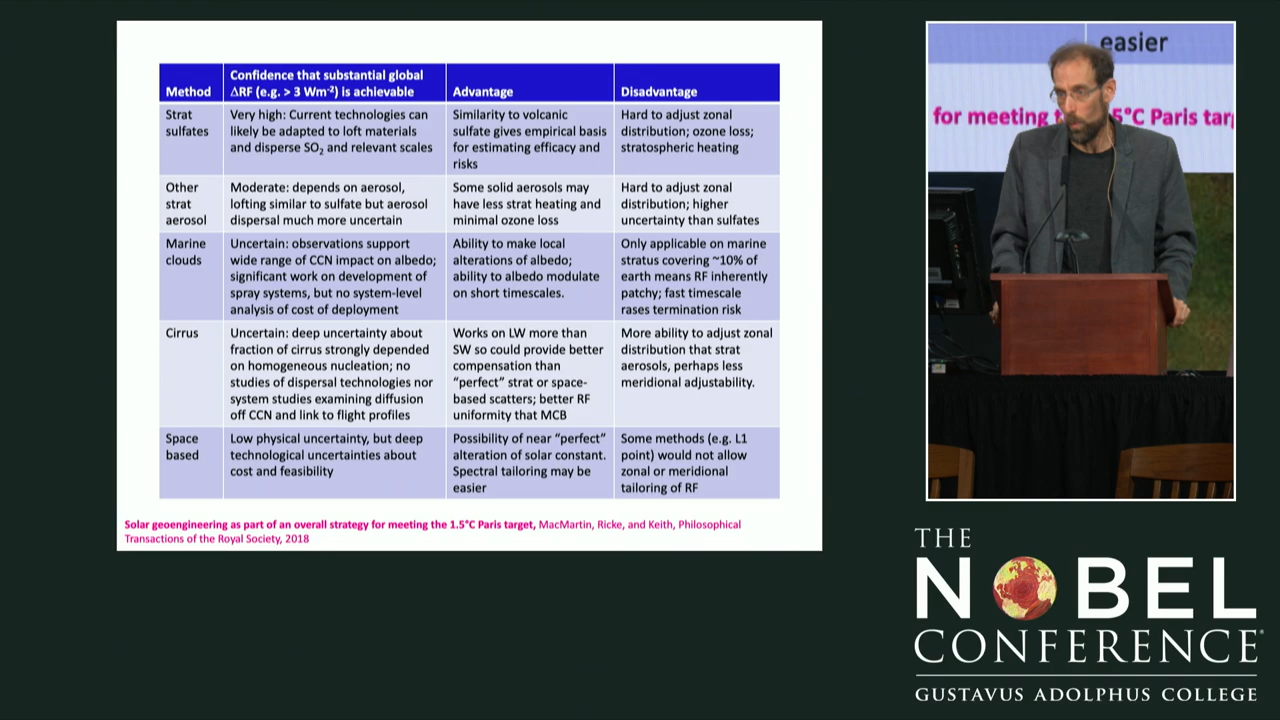 Method
Confidence that substantial global
ΔRF (e.g. > 3 Wm-2) is achievable
Advantage
Disadvantage
Strat
sulfates
Very high: Current technologies can
likely be adapted to loft materials
and disperse SO2 and relevant scales
Similarity to volcanic
sulfate gives empirical basis
for estimating efficacy and
risks
Hard to adjust zonal
distribution; ozone loss;
stratospheric heating
Other
strat
aerosol
Moderate: depends on aerosol,
lofting similar to sulfate but aerosol
dispersal much more uncertain
Some solid aerosols may
have less strat heating and
minimal ozone loss
Hard to adjust zonal
distribution; higher
uncertainty than sulfates
Marine
clouds
Uncertain: observations support
wide range of CCN impact on albedo;
significant work on development of
spray systems, but no system-level
analysis of cost of deployment
Ability to make local
alterations of albedo;
ability to albedo modulate
on short timescales.
Only applicable on marine
stratus covering ~10% of
earth means RF inherently
patchy; fast timescale
rases termination risk
Cirrus
Uncertain: deep uncertainty about
fraction of cirrus strongly depended
on homogeneous nucleation; no
studies of dispersal technologies nor
system studies examining diffusion
off CCN and link to flight profiles
Works on LW more than
SW so could provide better
compensation than
“perfect” strat or space-
based scatters; better RF
uniformity that MCB
More ability to adjust zonal
distribution that strat
aerosols, perhaps less
meridional adjustability.
Space
based
Low physical uncertainty, but deep
technological uncertainties about
cost and feasibility
Possibility of near “perfect”
alteration of solar constant.
Spectral tailoring may be
easier
Some methods (e.g. L1
point) would not allow
zonal or meridional
tailoring of RF
Solar geoengineering as part of an overall strategy for meeting the 1.5°C Paris target, MacMartin, Ricke, and Keith, Philosophical
Transactions of the Royal Society, 2018
easier
for meeting 5°C Paris
THE
NOBEL
CONFERENCE®
GUSTAVUS ADOLPHUS COLLEGE